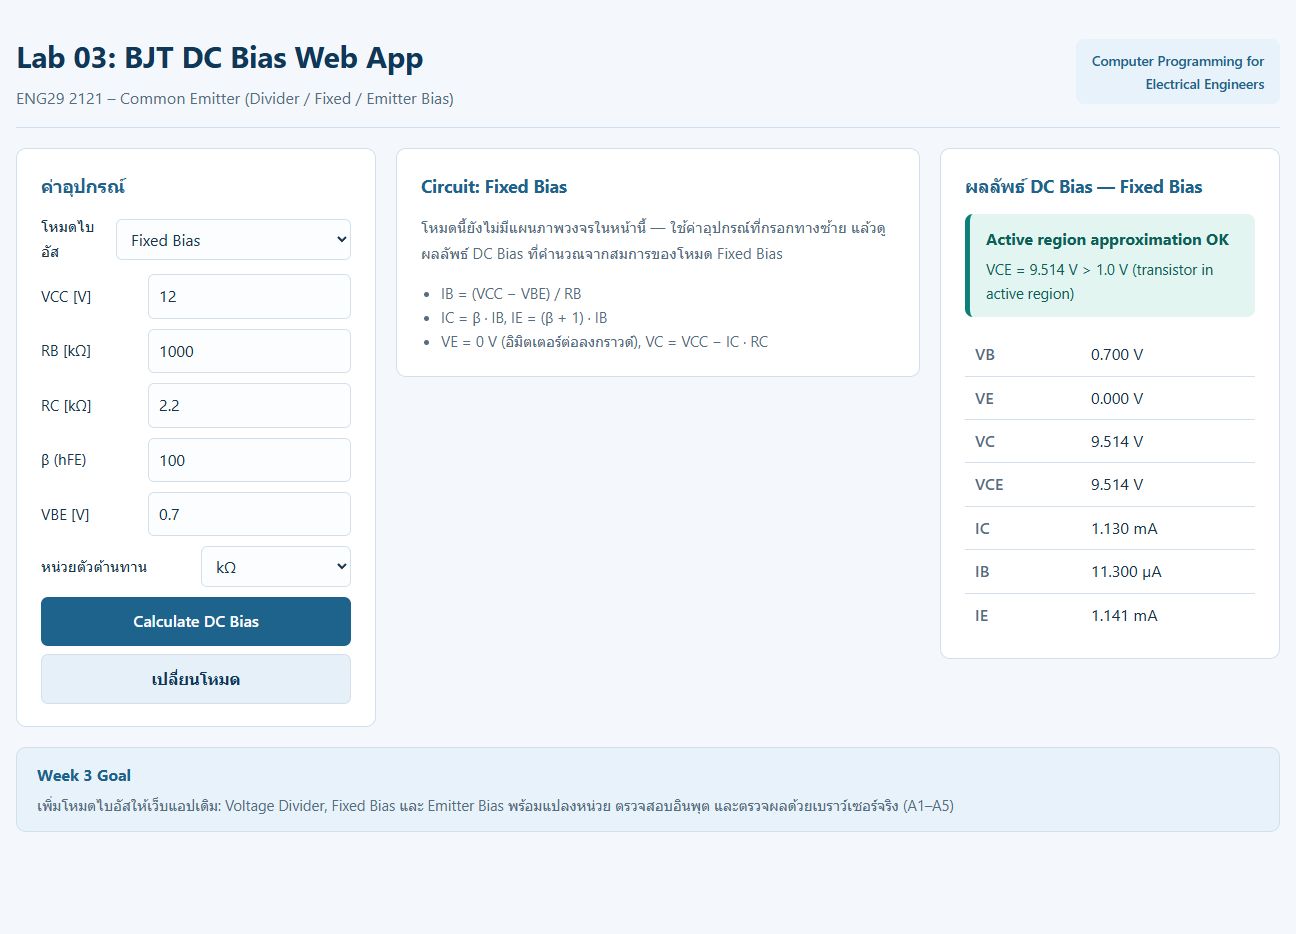 Lab 03: BJT DC Bias Web App
ENG29 2121 – Common Emitter (Divider / Fixed / Emitter Bias)
Computer Programming for
Electrical Engineers
ค่าอุปกรณ์
โหมดไบ
อัส
Fixed Bias
VCC [V]
12
RB [kΩ]
1000
RC [kΩ]
2.2
β (hFE)
100
VBE [V]
0.7
หน่วยตัวต้านทาน
kΩ
Calculate DC Bias
เปลี่ยนโหมด
Circuit: Fixed Bias
โหมดนี้ยังไม่มีแผนภาพวงจรในหน้านี้ — ใช้ค่าอุปกรณ์ที่กรอกทางซ้าย แล้วดู
ผลลัพธ์ DC Bias ที่คำนวณจากสมการของโหมด Fixed Bias
• IB = (VCC − VBE) / RB
• IC = β · IB, IE = (β + 1) · IB
• VE = 0 V (อิมิตเตอร์ต่อลงกราวด์), VC = VCC − IC · RC
ผลลัพธ์ DC Bias — Fixed Bias
Active region approximation OK
VCE = 9.514 V > 1.0 V (transistor in
active region)
VB 0.700 V
VE 0.000 V
VC 9.514 V
VCE 9.514 V
IC 1.130 mA
IB 11.300 µA
IE 1.141 mA
Week 3 Goal
เพิ่มโหมดไบอัสให้เว็บแอปเดิม: Voltage Divider, Fixed Bias และ Emitter Bias พร้อมแปลงหน่วย ตรวจสอบอินพุต และตรวจผลด้วยเบราว์เซอร์จริง (A1–A5)